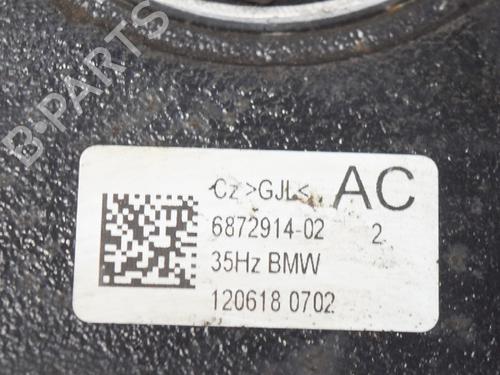 B-PARTS
Cz >GJL< AC
6872914-02 2
35Hz BMW
120618 0702